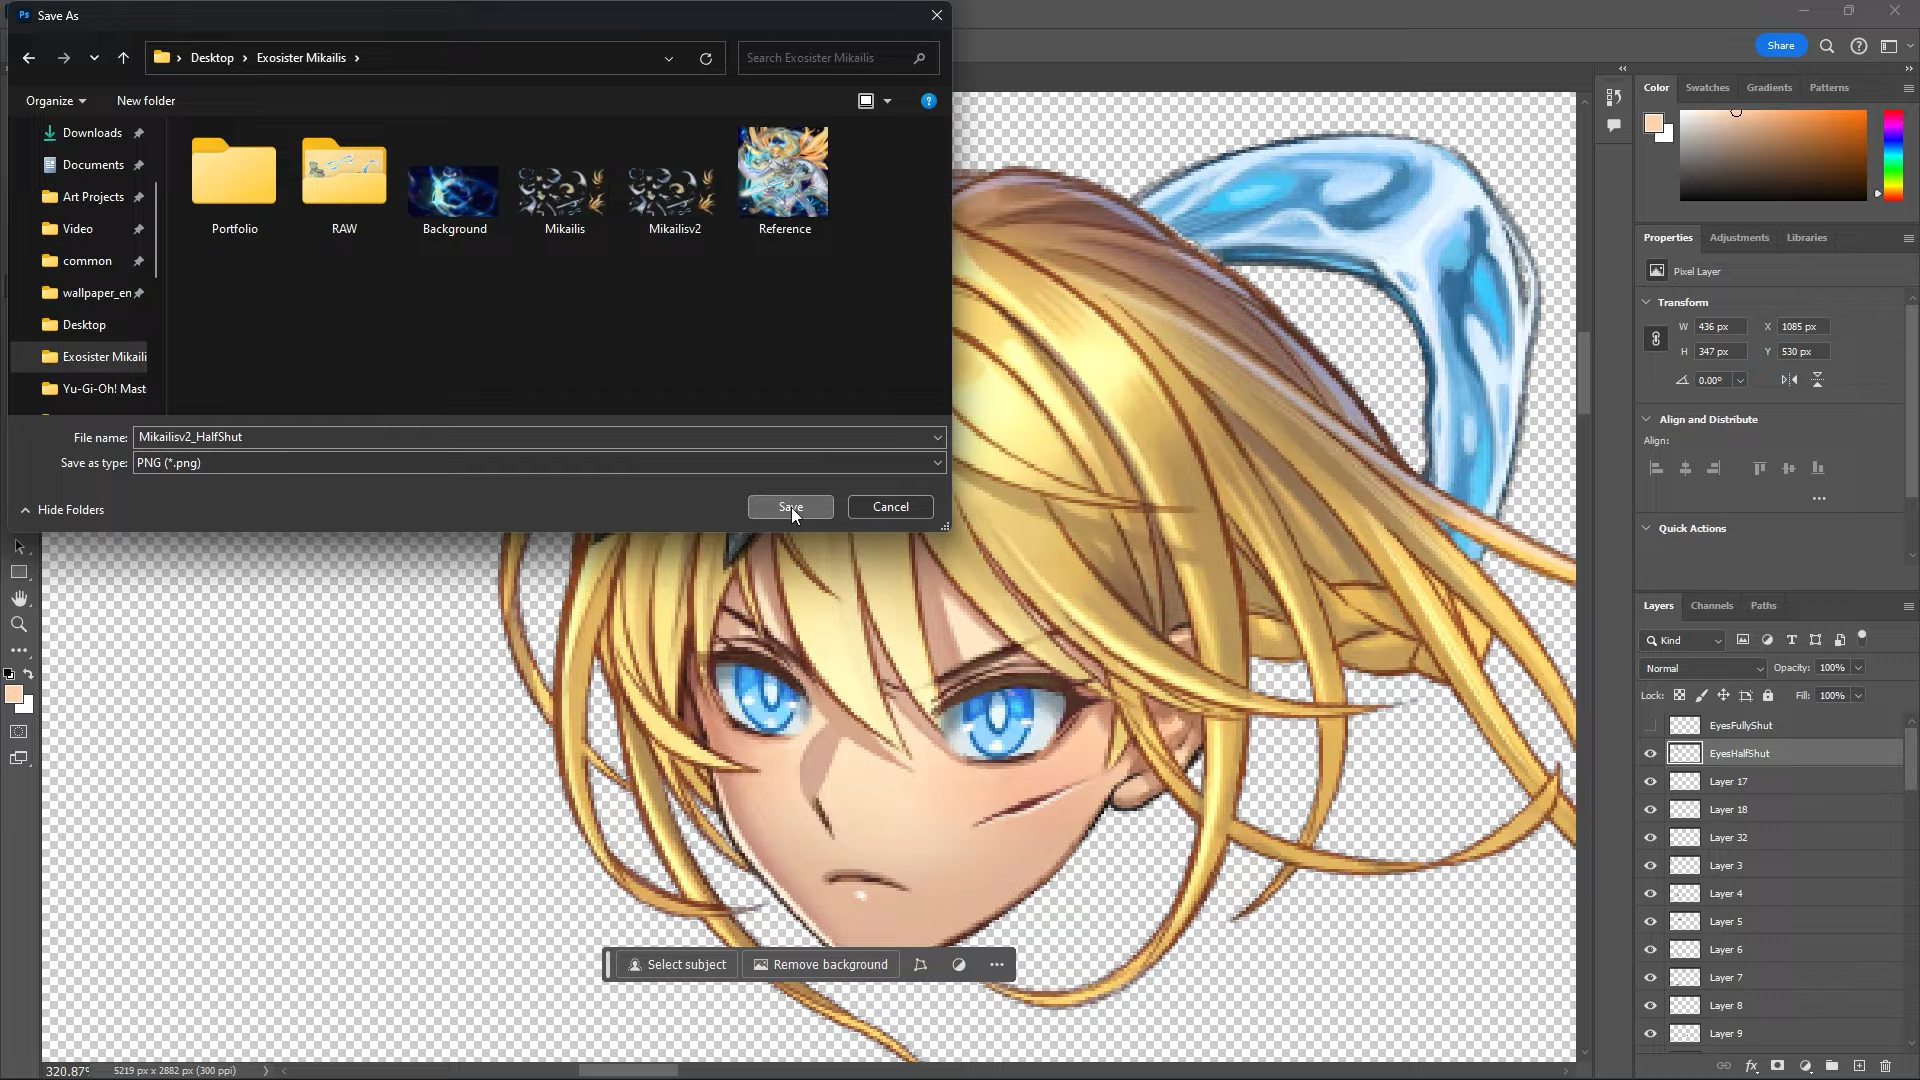 Ps Save As
Share
Desktop > Exosister Mikailis >
Search Exosister Mikailis
Organize
New folder
?
Color
Swatches
Gradients
Patterns
Downloads
Documents
Art Projects
Video
common
wallpaper_en
Desktop
Exosister Mikaili
Yu-Gi-Oh! Mast
Portfolio
RAW
Background
Mikailis
Mikailisv2
Reference
File name: Mikailisv2_HalfShut
Save as type: PNG (*.png)
Hide Folders
Save
Cancel
Properties
Adjustments
Libraries
Pixel Layer
Transform
W 436 px X 1085 px
H 347 px Y 530 px
0.00°
Align and Distribute
Align:
Quick Actions
Layers
Channels
Paths
Kind
Normal
Opacity: 100%
Lock:
Fill: 100%
EyesFullyShut
EyesHalfShut
Layer 17
Layer 18
Layer 32
Layer 3
Layer 4
Layer 5
Layer 6
Layer 7
Layer 8
Layer 9
fx
Select subject
Remove background
320.87%
5219 px x 2882 px (300 ppi)